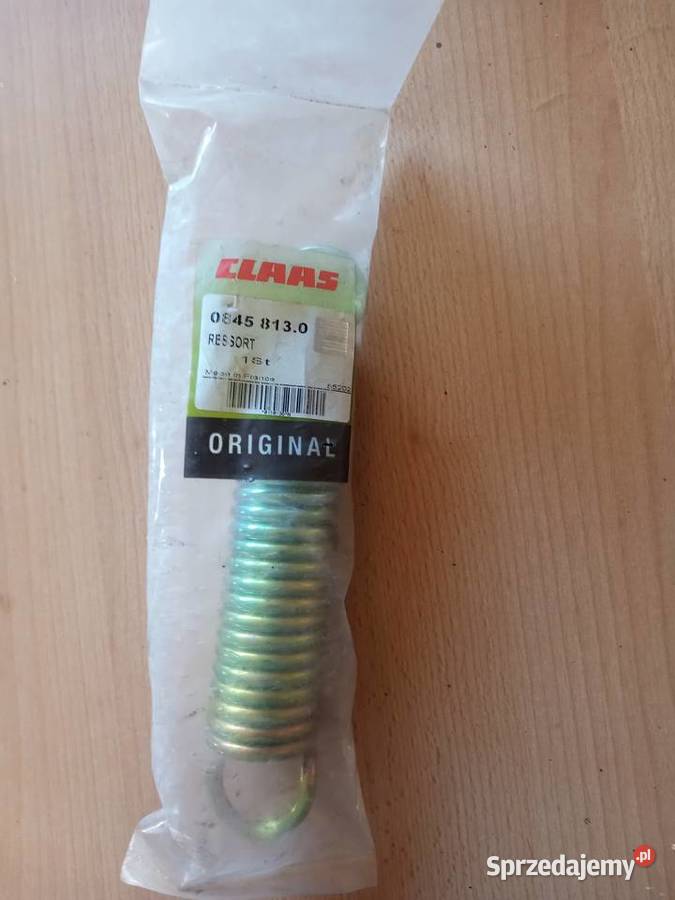 CLAAS
0845 813.0
RESSORT
1St
Made in France
ORIGINAL
Sprzedajemy.pl